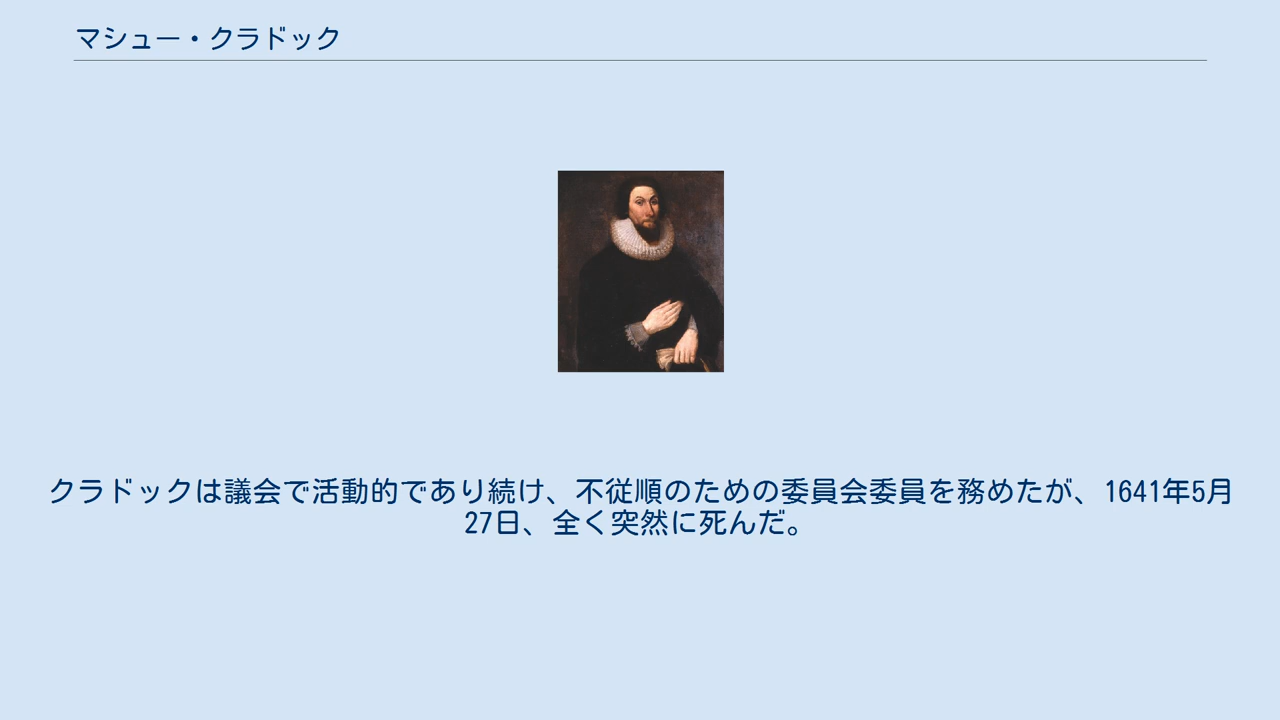 マシュー・クラドック
クラドックは議会で活動的であり続け、不従順のための委員会委員を務めたが、1641年5月
27日、全く突然に死んだ。